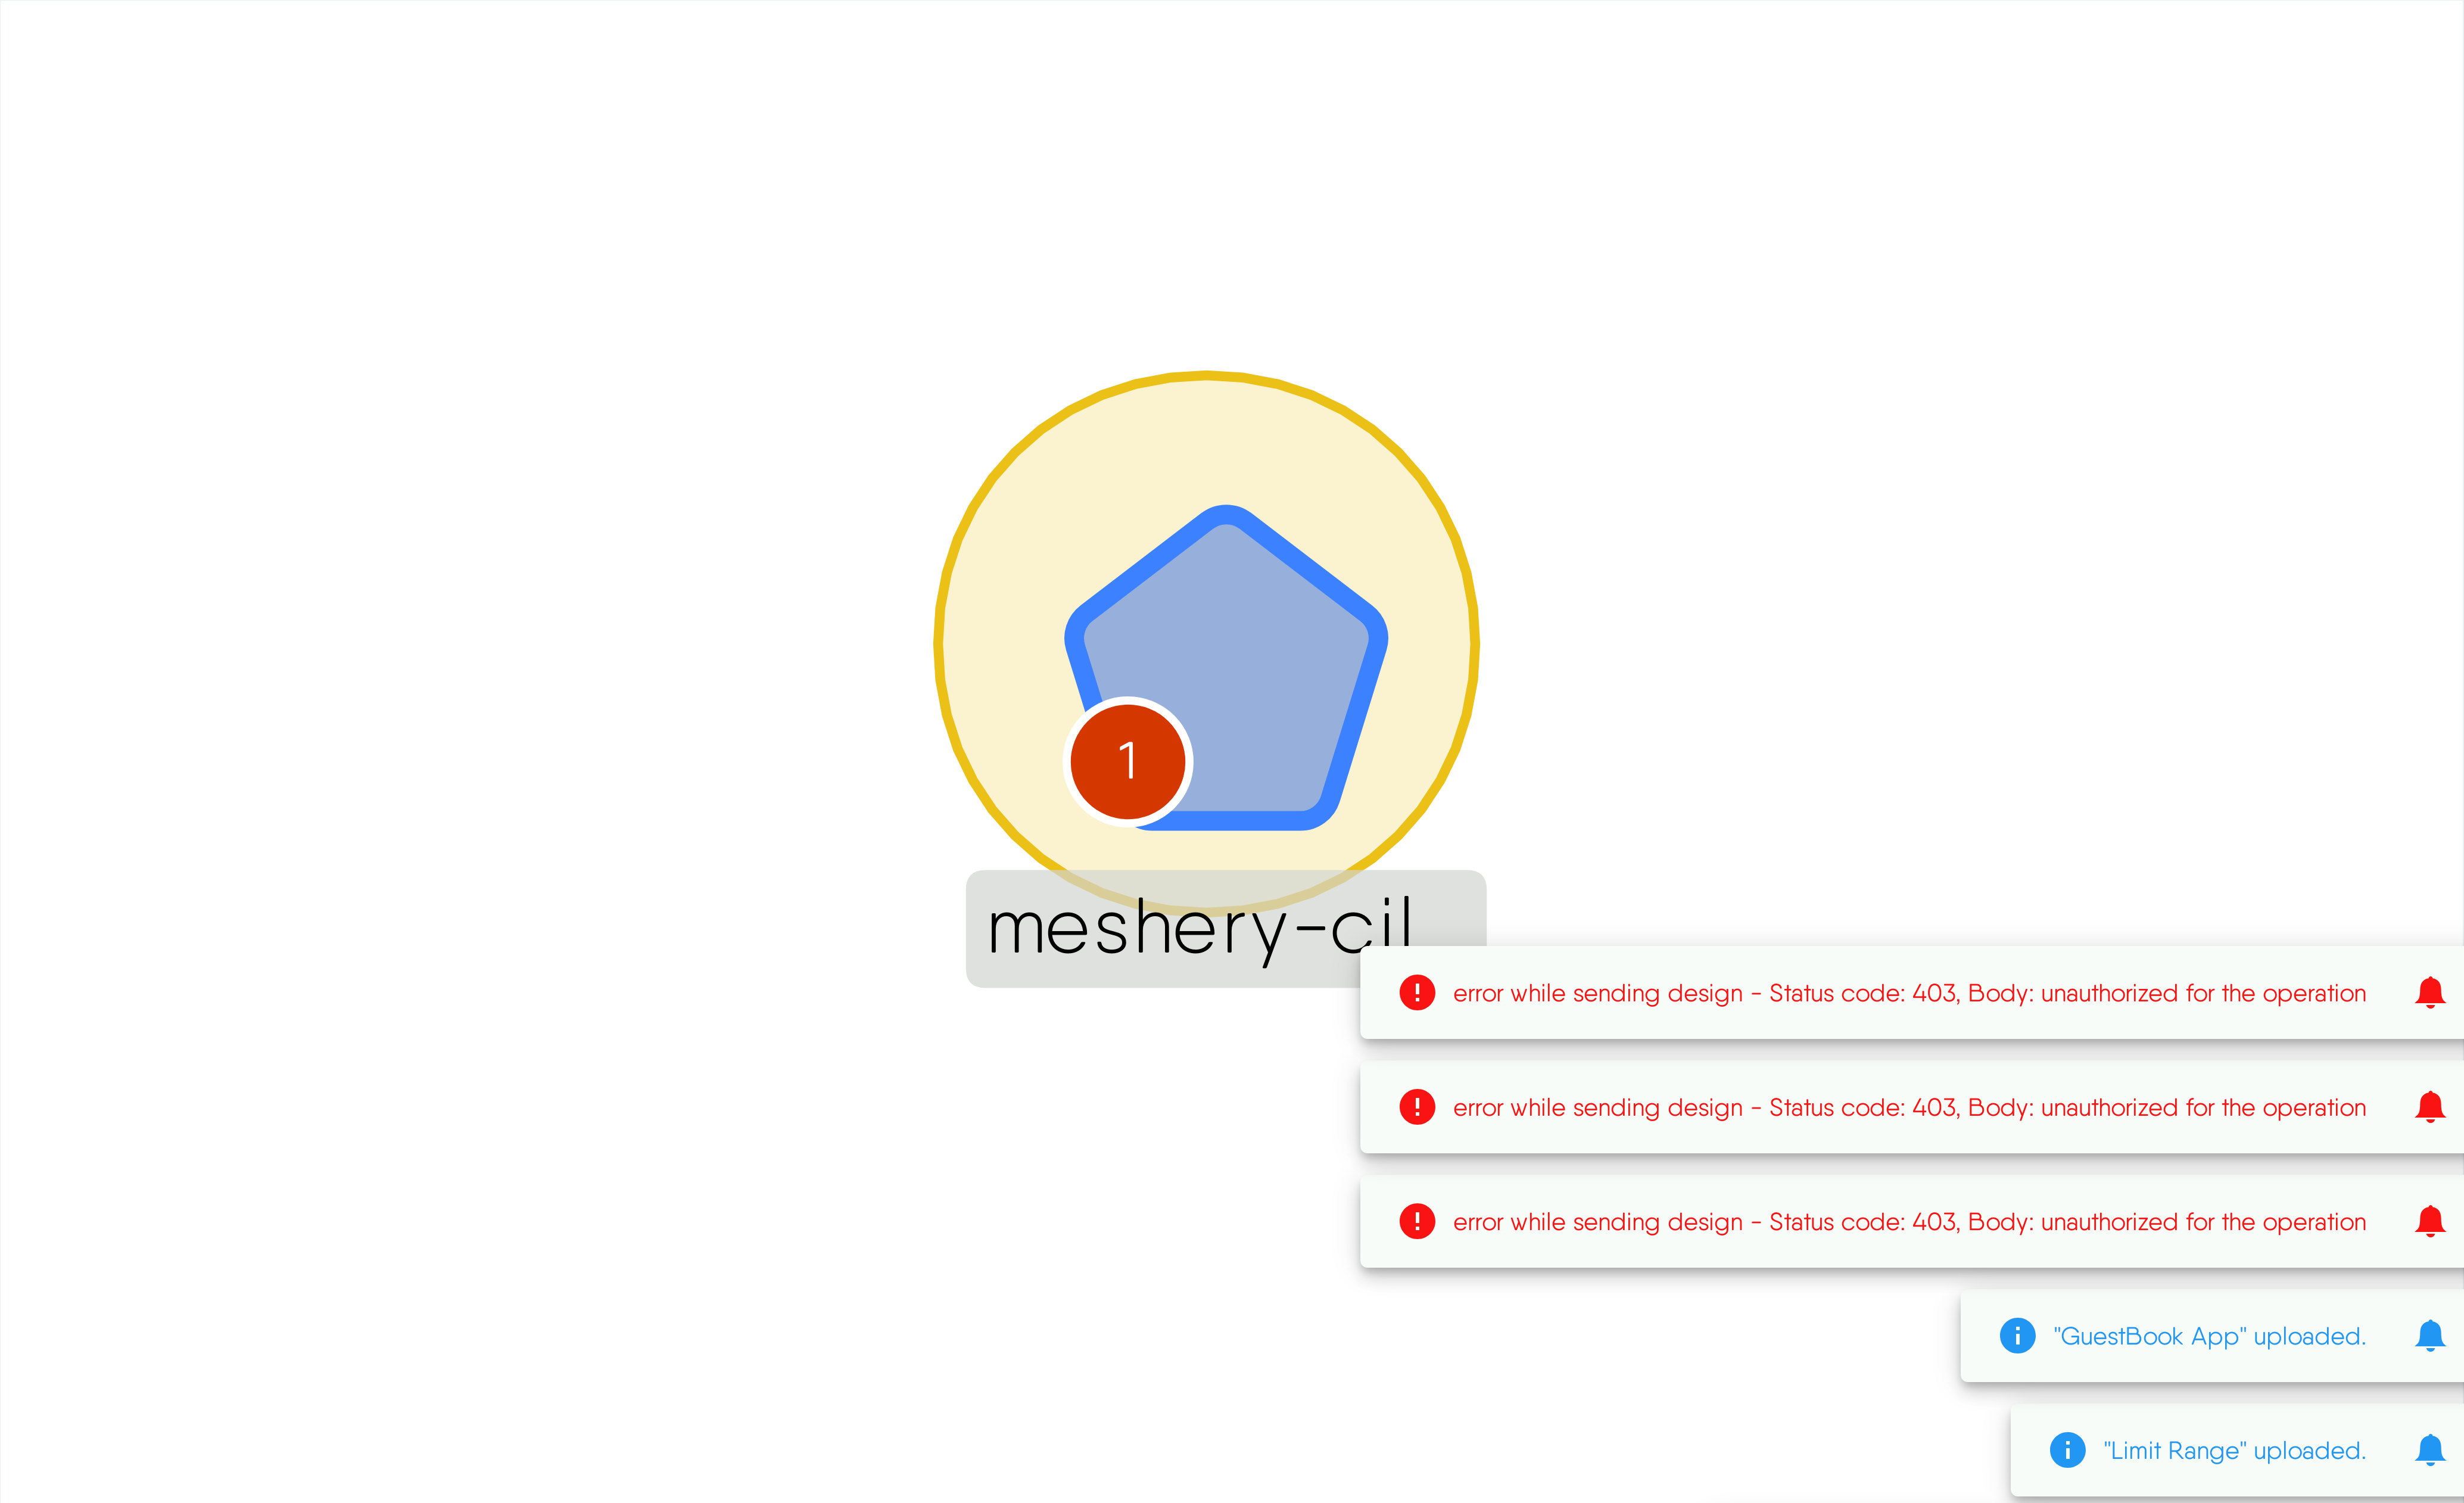 1
meshery-cil
error while sending design - Status code: 403, Body: unauthorized for the operation
error while sending design - Status code: 403, Body: unauthorized for the operation
error while sending design - Status code: 403, Body: unauthorized for the operation
"GuestBook App" uploaded.
"Limit Range" uploaded.